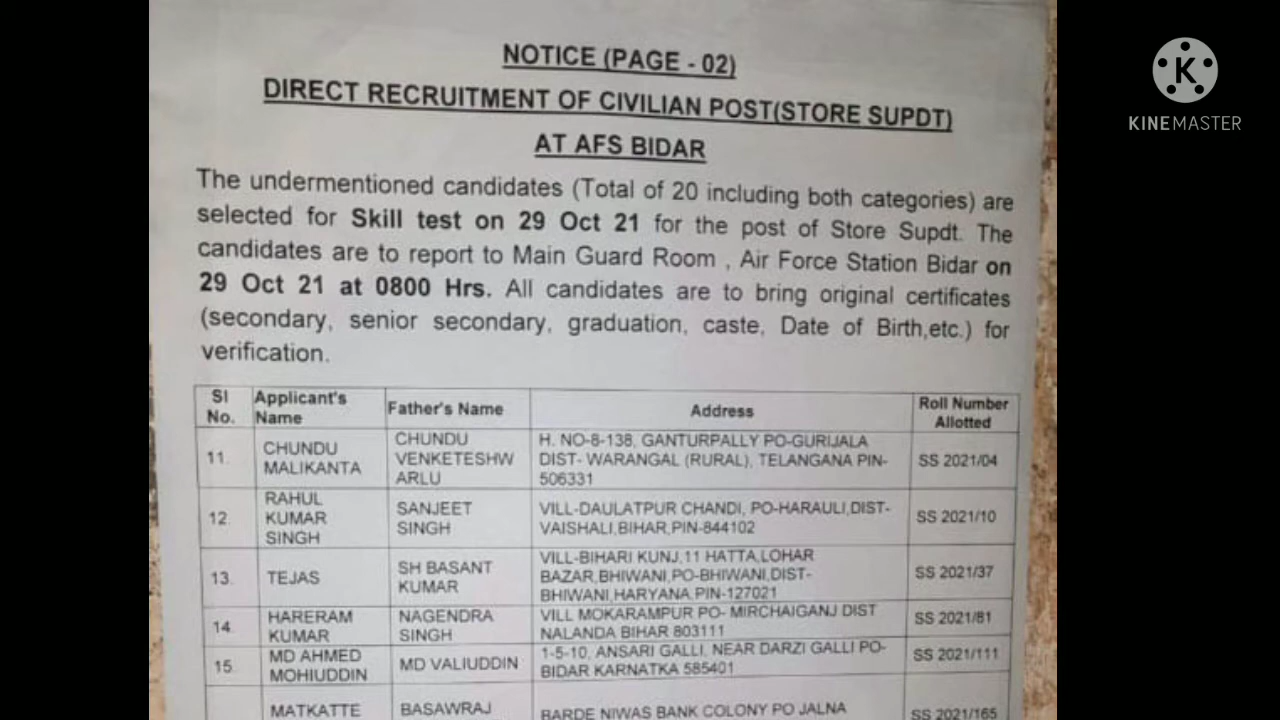 NOTICE (PAGE - 02)
DIRECT RECRUITMENT OF CIVILIAN POST(STORE SUPDT)
AT AFS BIDAR
The undermentioned candidates (Total of 20 including both categories) are
selected for Skill test on 29 Oct 21 for the post of Store Supdt. The
candidates are to report to Main Guard Room , Air Force Station Bidar on
29 Oct 21 at 0800 Hrs. All candidates are to bring original certificates
(secondary, senior secondary, graduation, caste, Date of Birth,etc.) for
verification.
Sl No. Applicant's Name Father's Name Address Roll Number Allotted
11. CHUNDU MALIKANTA CHUNDU VENKETESHW ARLU H. NO-8-138, GANTURPALLY PO-GURIJALA DIST- WARANGAL (RURAL), TELANGANA PIN- 506331 SS 2021/04
12. RAHUL KUMAR SINGH SANJEET SINGH VILL-DAULATPUR CHANDI, PO-HARAULI,DIST- VAISHALI,BIHAR,PIN-844102 SS 2021/10
13. TEJAS SH BASANT KUMAR VILL-BIHARI KUNJ,11 HATTA,LOHAR BAZAR,BHIWANI,PO-BHIWANI,DIST- BHIWANI,HARYANA,PIN-127021 SS 2021/37
14. HARERAM KUMAR NAGENDRA SINGH VILL MOKARAMPUR PO- MIRCHAIGANJ DIST NALANDA BIHAR 803111 SS 2021/81
15. MD AHMED MOHIUDDIN MD VALIUDDIN 1-5-10, ANSARI GALLI, NEAR DARZI GALLI PO- BIDAR KARNATKA 585401 SS 2021/111
MATKATTE BASAWRAJ BARDE NIWAS BANK COLONY PO JALNA SS 2021/165
K
KINEMASTER